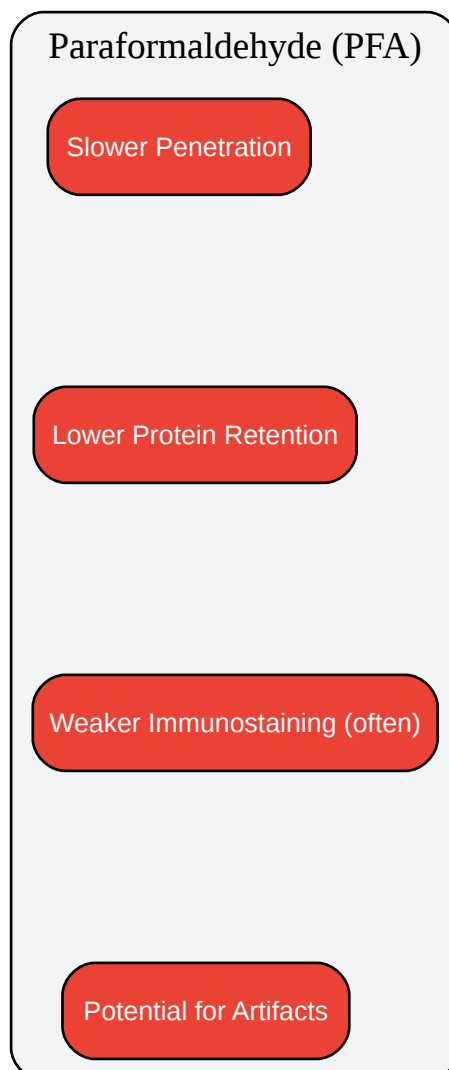 Paraformaldehyde (PFA)
Slower Penetration
Lower Protein Retention
Weaker Immunostaining (often)
Potential for Artifacts